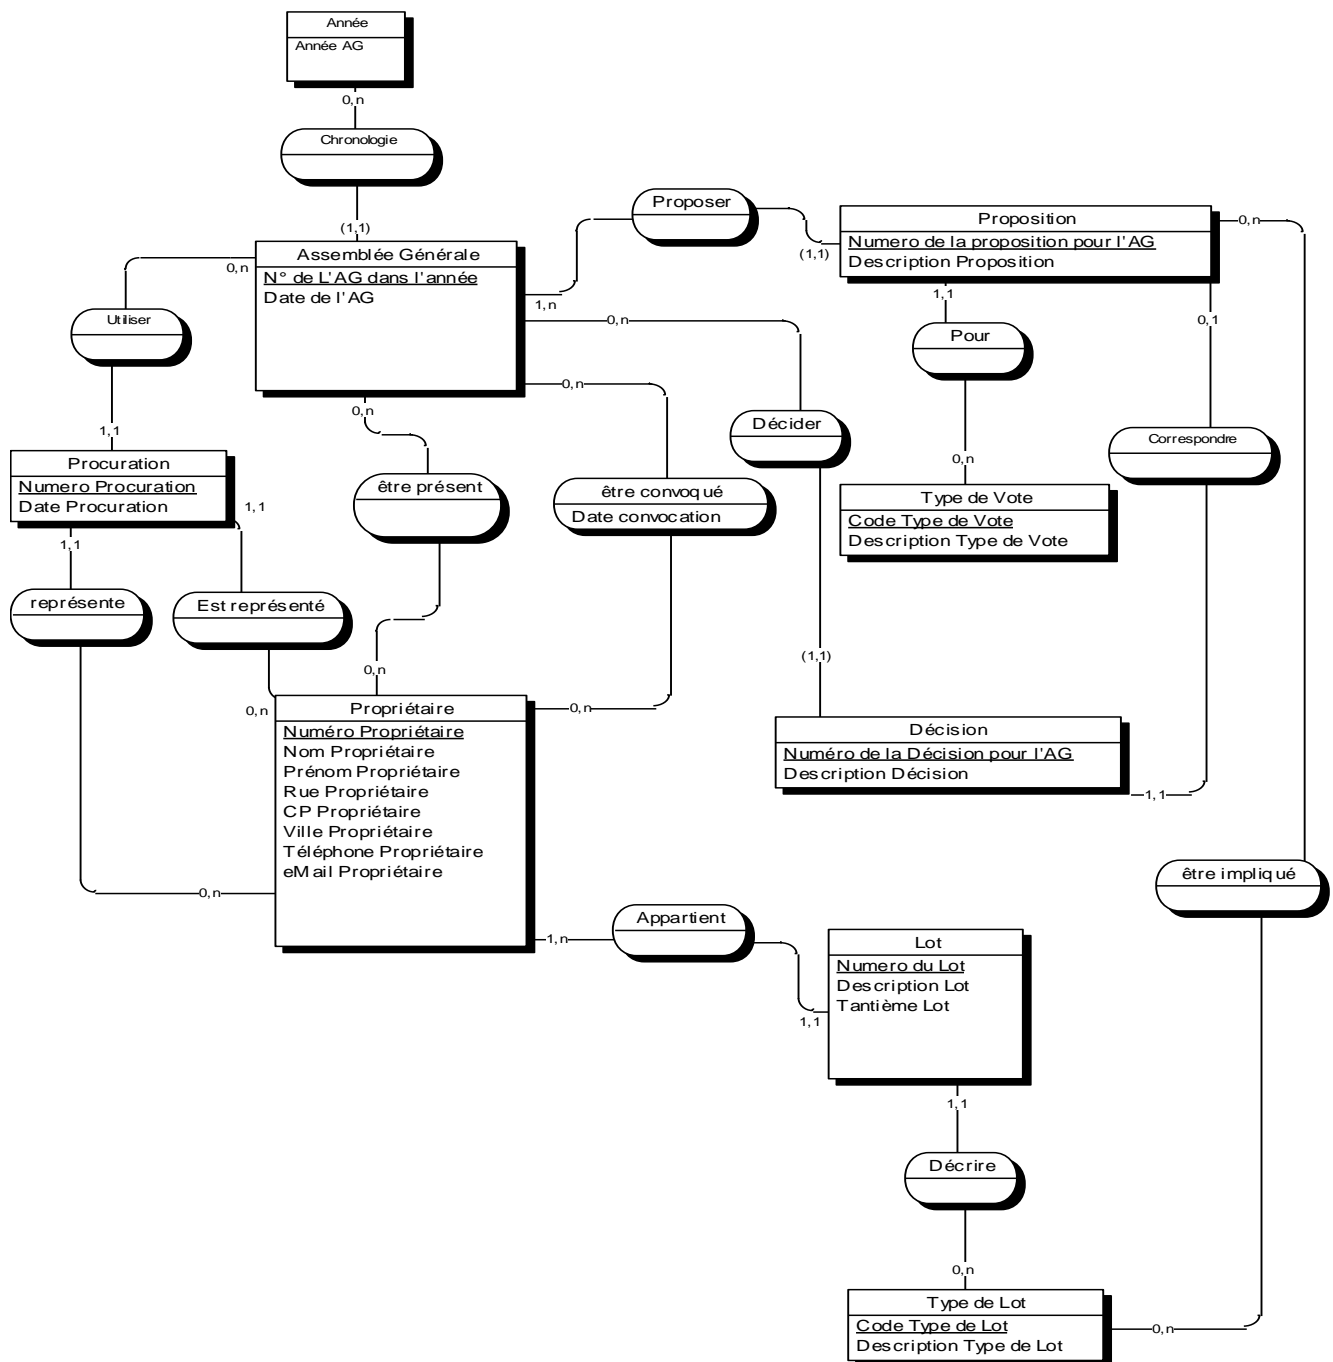 Année
Année AG
0,n
Chronologie
(1,1)
Assemblée Générale
N° de L'AG dans l'année
Date de l'AG
0,n
Utiliser
1,1
Procuration
Numero Procuration
Date Procuration
1,1
1,1
représente
Est représenté
0,n
être présent
0,n
0,n
être convoqué
Date convocation
0,n
0,n
Décider
(1,1)
1,n
Proposer
(1,1)
Proposition
Numero de la proposition pour l'AG
Description Proposition
0,n
1,1
Pour
0,n
0,1
Correspondre
Type de Vote
Code Type de Vote
Description Type de Vote
0,n
Propriétaire
Numéro Propriétaire
Nom Propriétaire
Prénom Propriétaire
Rue Propriétaire
CP Propriétaire
Ville Propriétaire
Téléphone Propriétaire
eMail Propriétaire
0,n
Décision
Numéro de la Décision pour l'AG
Description Décision
1,1
être impliqué
1,n
Appartient
1,1
Lot
Numero du Lot
Description Lot
Tantième Lot
1,1
Décrire
0,n
Type de Lot
Code Type de Lot
Description Type de Lot
0,n